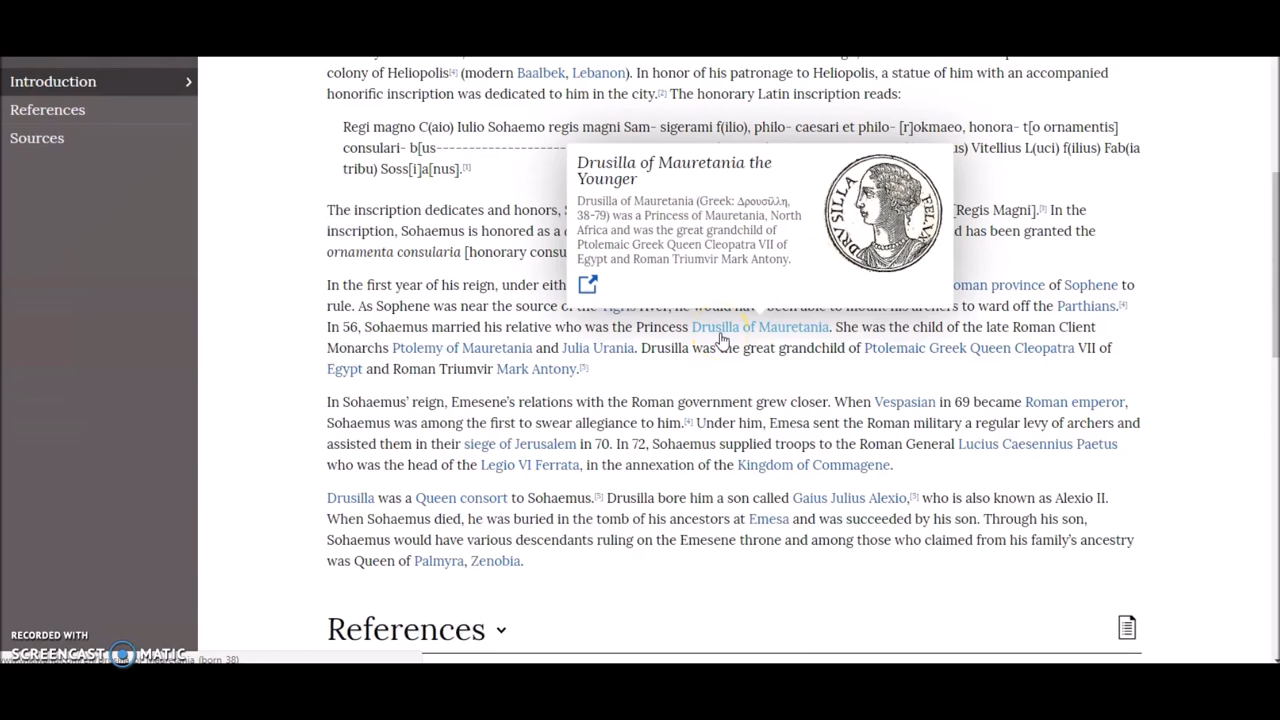 Introduction
References
Sources
colony of Heliopolis[4] (modern Baalbek, Lebanon). In honor of his patronage to Heliopolis, a statue of him with an accompanied
honorific inscription was dedicated to him in the city.[2] The honorary Latin inscription reads:
Regi magno C(aio) Iulio Sohaemo regis magni Sam- sigerami f(ilio), philo- caesari et philo- [r]okmaeo, honora- t[o ornamentis]
consulari- b[us- Vitellius L(uci) f(ilius) Fab(ia
tribu) Soss[i]a[nus].[1]
Drusilla of Mauretania the
Younger
Drusilla of Mauretania (Greek: Δρουσίλλη,
38-79) was a Princess of Mauretania, North
Africa and was the great grandchild of
Ptolemaic Greek Queen Cleopatra VII of
Egypt and Roman Triumvir Mark Antony.
DRVSILLA FELVX
The inscription dedicates and honors, [Regis Magni].[3] In the
inscription, Sohaemus is honored as a has been granted the
ornamenta consularia [honorary
In the first year of his reign, under province of Sophene to
rule. As Sophene was near the source of the Tigris river, he would have been able to mount his archers to ward off the Parthians.[4]
In 56, Sohaemus married his relative who was the Princess Drusilla of Mauretania. She was the child of the late Roman Client
Monarchs Ptolemy of Mauretania and Julia Urania. Drusilla was the great grandchild of Ptolemaic Greek Queen Cleopatra VII of
Egypt and Roman Triumvir Mark Antony.[5]
In Sohaemus' reign, Emesene's relations with the Roman government grew closer. When Vespasian in 69 became Roman emperor,
Sohaemus was among the first to swear allegiance to him.[4] Under him, Emesa sent the Roman military a regular levy of archers and
assisted them in their siege of Jerusalem in 70. In 72, Sohaemus supplied troops to the Roman General Lucius Caesennius Paetus
who was the head of the Legio VI Ferrata, in the annexation of the Kingdom of Commagene.
Drusilla was a Queen consort to Sohaemus.[5] Drusilla bore him a son called Gaius Julius Alexio,[3] who is also known as Alexio II.
When Sohaemus died, he was buried in the tomb of his ancestors at Emesa and was succeeded by his son. Through his son,
Sohaemus would have various descendants ruling on the Emesene throne and among those who claimed from his family's ancestry
was Queen of Palmyra, Zenobia.
References
RECORDED WITH
SCREENCAST MATIC